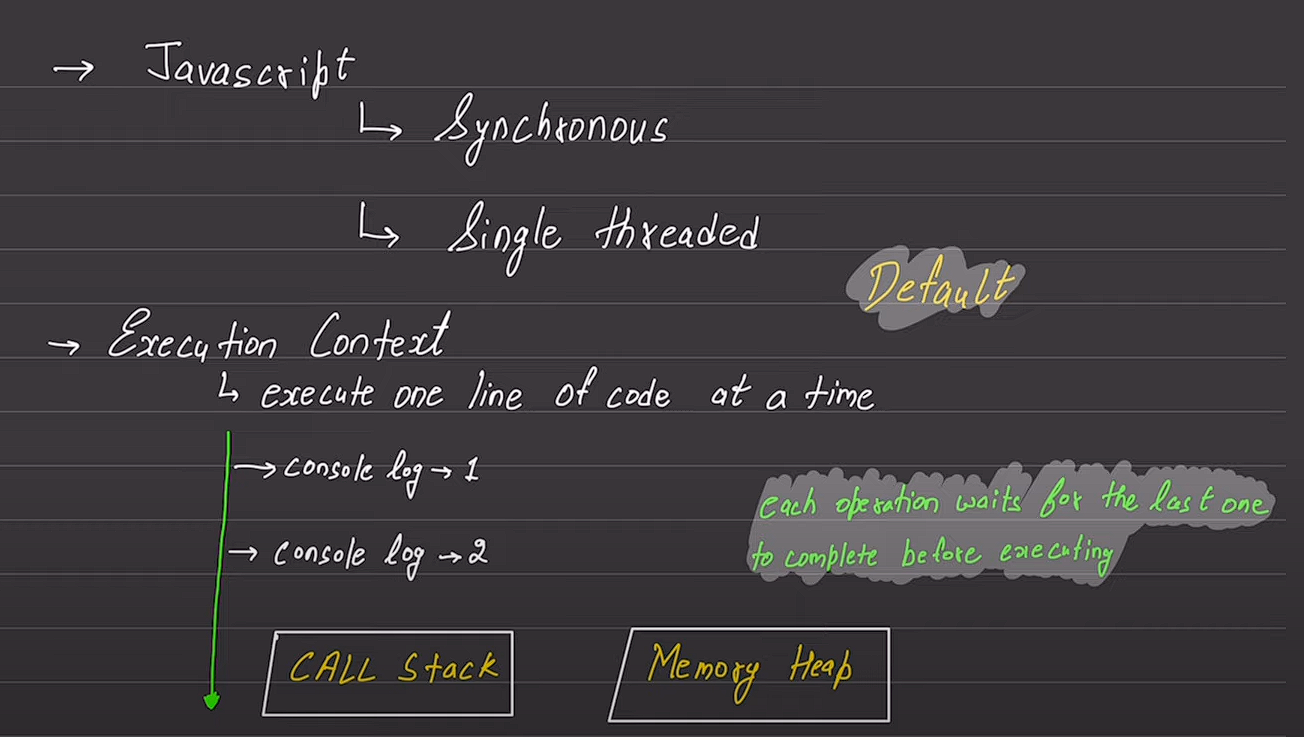 → Javascript
↳ Synchronous
↳ Single threaded
Default
→ Execution Context
↳ execute one line of code at a time
→ console log → 1
each operation waits for the last one
to complete before executing
→ console log → 2
CALL Stack
Memory Heap